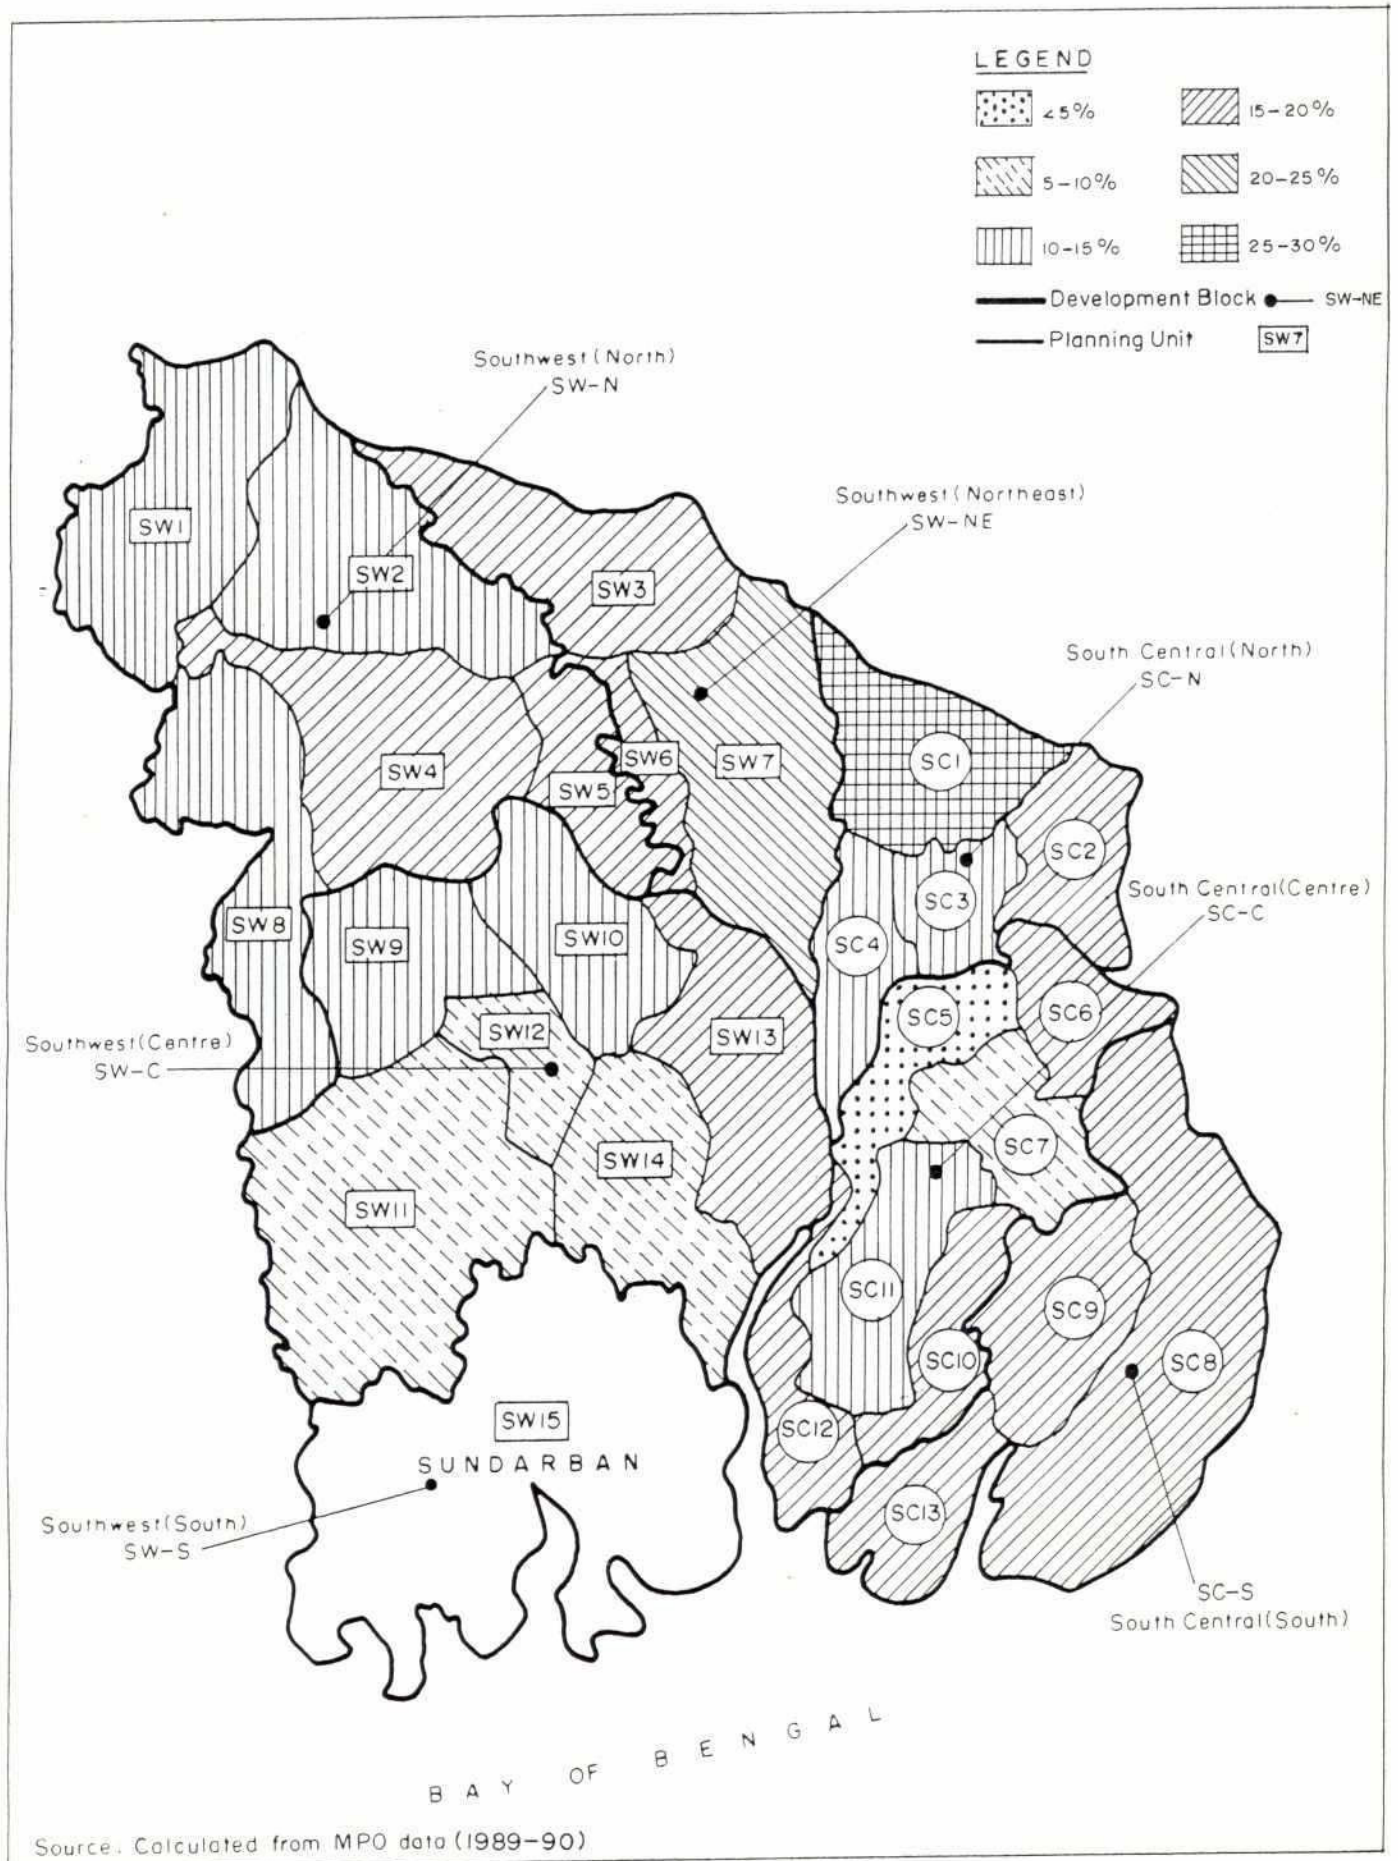 LEGEND
<5%
15-20%
5-10%
20-25%
10-15%
25-30%
Development Block
SW-NE
Planning Unit
SW7
Southwest (North)
SW-N
Southwest (Northeast)
SW-NE
SW1
SW2
SW3
South Central (North)
SC-N
SW4
SW5
SW6
SW7
SC1
SC2
South Central (Centre)
SC-C
SW8
SW9
SW10
SC3
SC4
SC5
SC6
Southwest (Centre)
SW-C
SW12
SW13
SW14
SC7
SW11
SC11
SC9
SC8
SC10
SW15
SUNDARBAN
SC12
SC13
Southwest (South)
SW-S
SC-S
South Central (South)
BAY OF BENGAL
Source. Calculated from MPO data (1989-90)